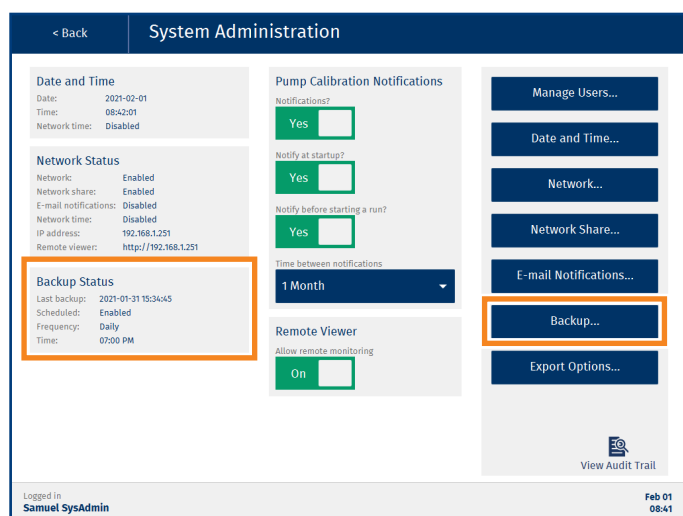 < Back
System Administration
Date and Time
Date: 2021-02-01
Time: 08:42:01
Network time: Disabled
Network Status
Network: Enabled
Network share: Enabled
E-mail notifications: Disabled
Network time: Disabled
IP address: 192.168.1.251
Remote viewer: http://192.168.1.251
Backup Status
Last backup: 2021-01-31 15:34:45
Scheduled: Enabled
Frequency: Daily
Time: 07:00 PM
Pump Calibration Notifications
Notifications?
Yes
Notify at startup?
Yes
Notify before starting a run?
Yes
Time between notifications
1 Month
Remote Viewer
Allow remote monitoring
On
Manage Users...
Date and Time...
Network...
Network Share...
E-mail Notifications...
Backup...
Export Options...
View Audit Trail
Logged in
Samuel SysAdmin
Feb 01
08:41